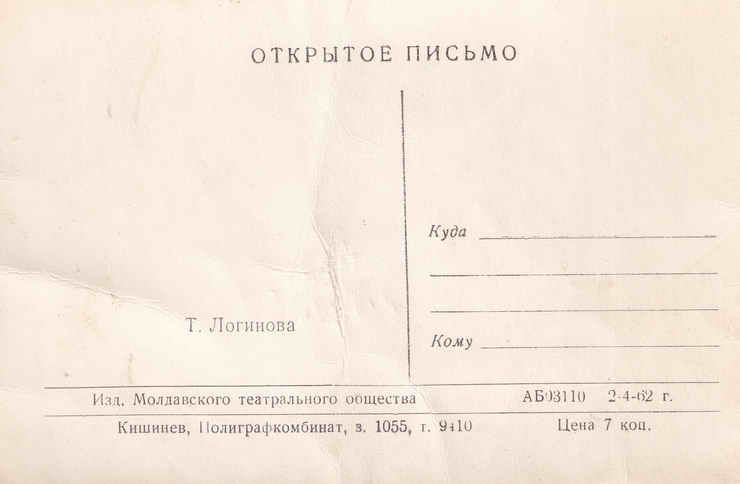 ОТКРЫТОЕ ПИСЬМО
Куда
Т. Логинова
Кому
Изд. Молдавского театрального общества АБ03110 2-4-62 г.
Кишинев, Полиграфкомбинат, з. 1055, т. 9410 Цена 7 коп.